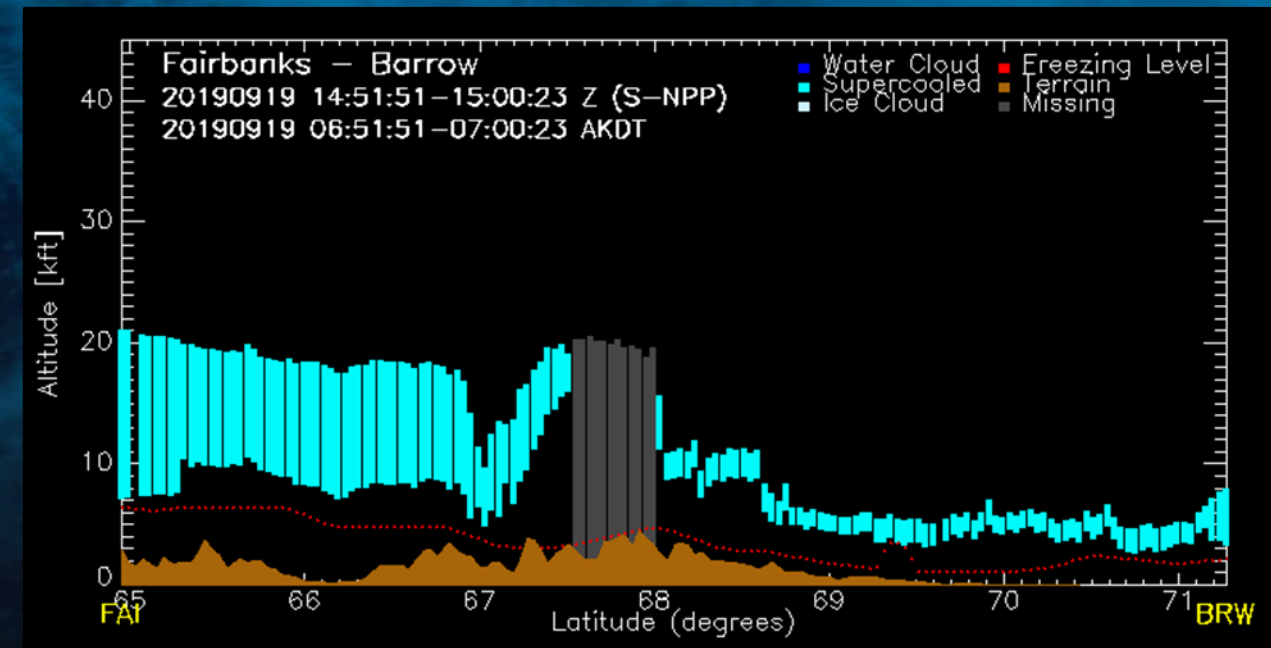 Fairbanks - Barrow
20190919 14:51:51-15:00:23 Z (S-NPP)
20190919 06:51:51-07:00:23 AKDT
Water Cloud
Supercooled
Ice Cloud
Freezing Level
Terrain
Missing
Altitude [kft]
40
30
20
10
0
65 66 67 68 69 70 71
FAI
BRW
Latitude (degrees)